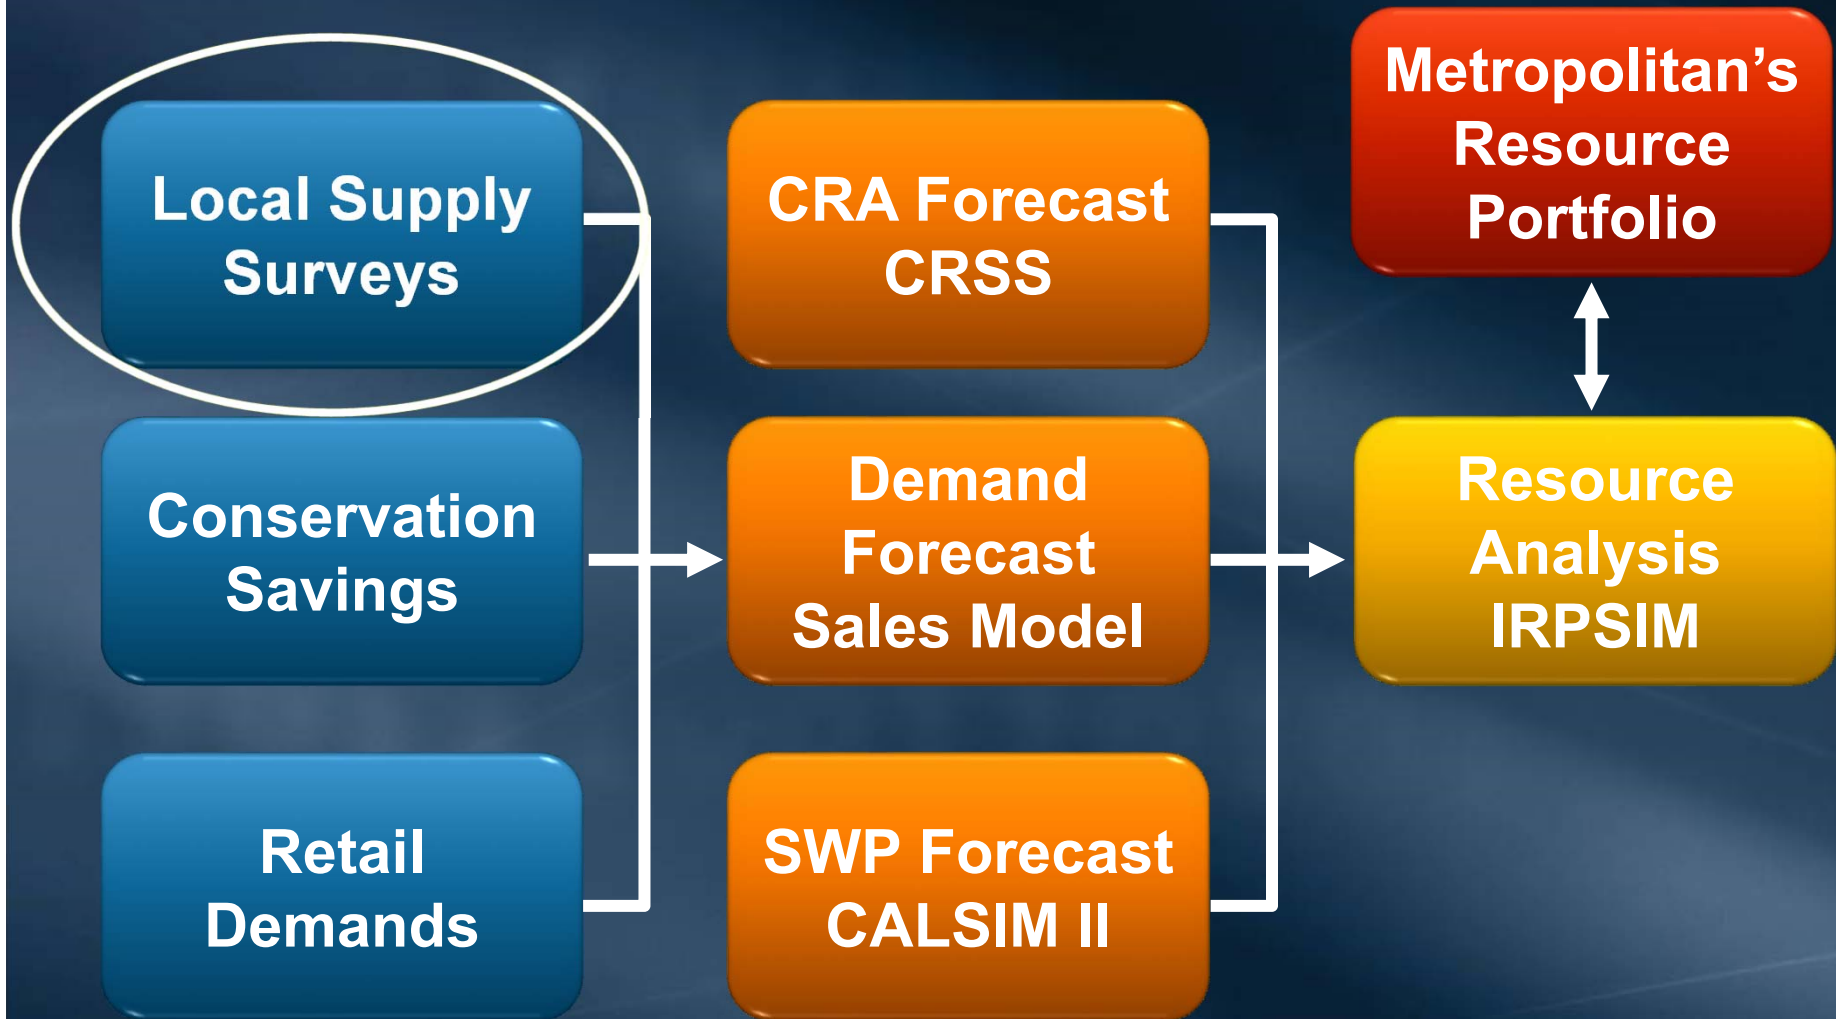 Local Supply
Surveys
Conservation
Savings
Retail
Demands
CRA Forecast
CRSS
Demand
Forecast
Sales Model
SWP Forecast
CALSIM II
Metropolitan’s
Resource
Portfolio
Resource
Analysis
IRPSIM